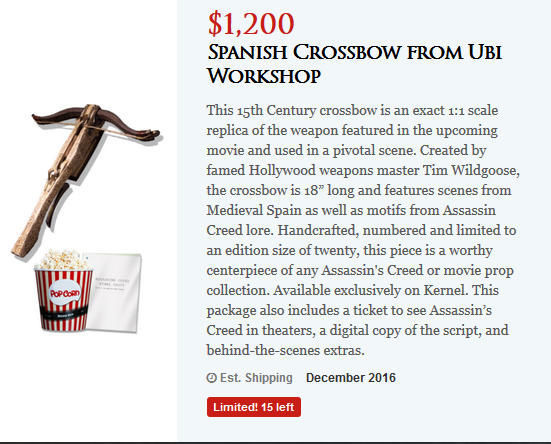 $1,200
Spanish Crossbow from Ubi
Workshop
This 15th Century crossbow is an exact 1:1 scale
replica of the weapon featured in the upcoming
movie and used in a pivotal scene. Created by
famed Hollywood weapons master Tim Wildgoose,
the crossbow is 18” long and features scenes from
Medieval Spain as well as motifs from Assassin
Creed lore. Handcrafted, numbered and limited to
an edition size of twenty, this piece is a worthy
centerpiece of any Assassin's Creed or movie prop
collection. Available exclusively on Kernel. This
package also includes a ticket to see Assassin’s
Creed in theaters, a digital copy of the script, and
behind-the-scenes extras.
Est. Shipping December 2016
Limited! 15 left
POPCORN